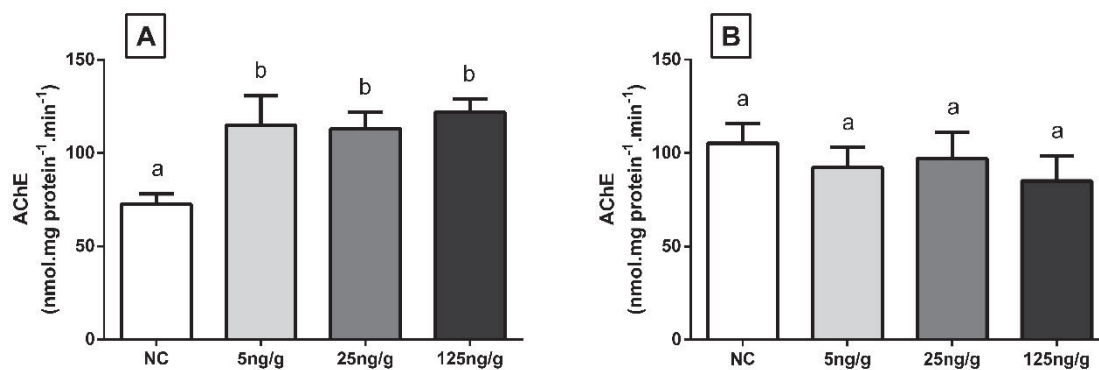 A
AChE
(nmol.mg protein⁻¹.min⁻¹)
150
100
50
0
a
b
b
b
NC
5ng/g
25ng/g
125ng/g
B
AChE
(nmol.mg protein⁻¹.min⁻¹)
150
100
50
0
a
a
a
a
NC
5ng/g
25ng/g
125ng/g